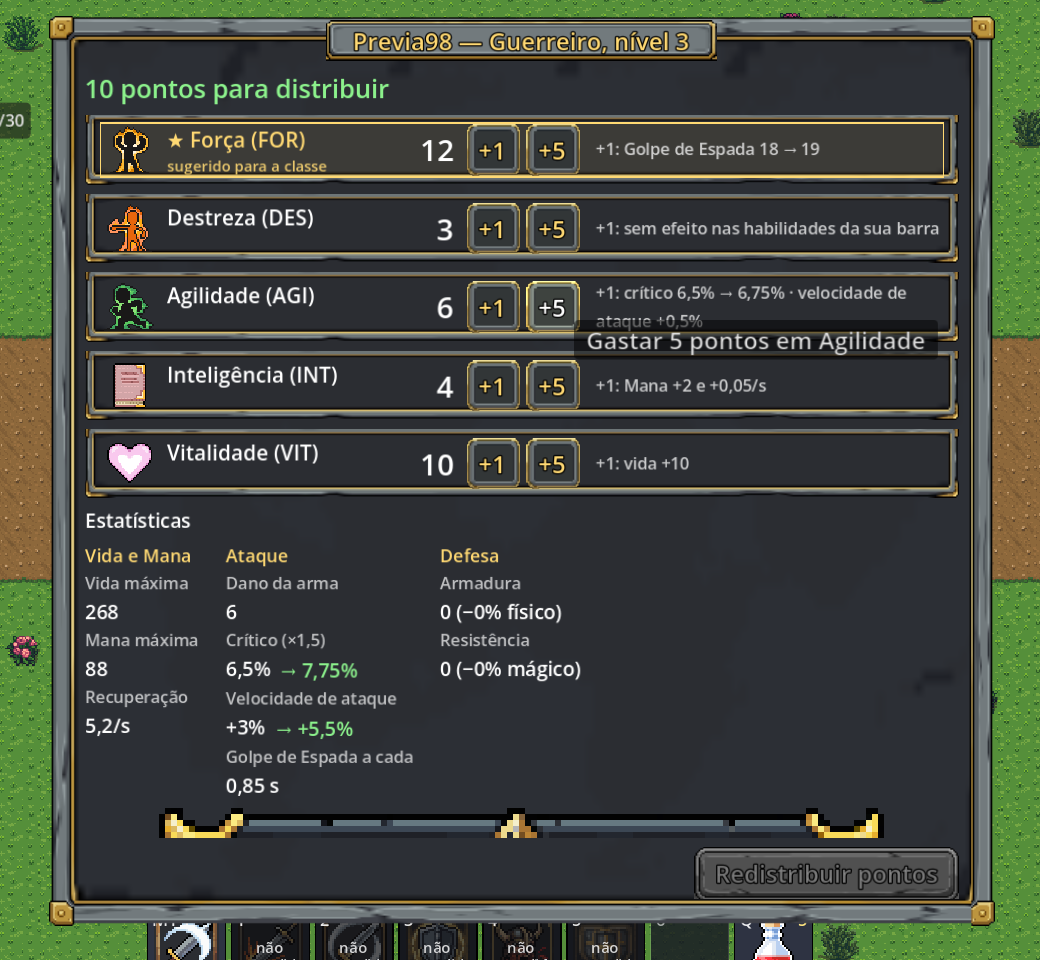 Previa98 — Guerreiro, nível 3
10 pontos para distribuir
/30
★ Força (FOR)
sugerido para a classe
12
+1
+5
+1: Golpe de Espada 18 → 19
Destreza (DES)
3
+1
+5
+1: sem efeito nas habilidades da sua barra
Agilidade (AGI)
6
+1
+5
+1: crítico 6,5% → 6,75% · velocidade de
ataque +0,5%
Gastar 5 pontos em Agilidade
Inteligência (INT)
4
+1
+5
+1: Mana +2 e +0,05/s
Vitalidade (VIT)
10
+1
+5
+1: vida +10
Estatísticas
Vida e Mana
Vida máxima
268
Mana máxima
88
Recuperação
5,2/s
Ataque
Dano da arma
6
Crítico (×1,5)
6,5% → 7,75%
Velocidade de ataque
+3% → +5,5%
Golpe de Espada a cada
0,85 s
Defesa
Armadura
0 (−0% físico)
Resistência
0 (−0% mágico)
Redistribuir pontos
não
não
não
não
não